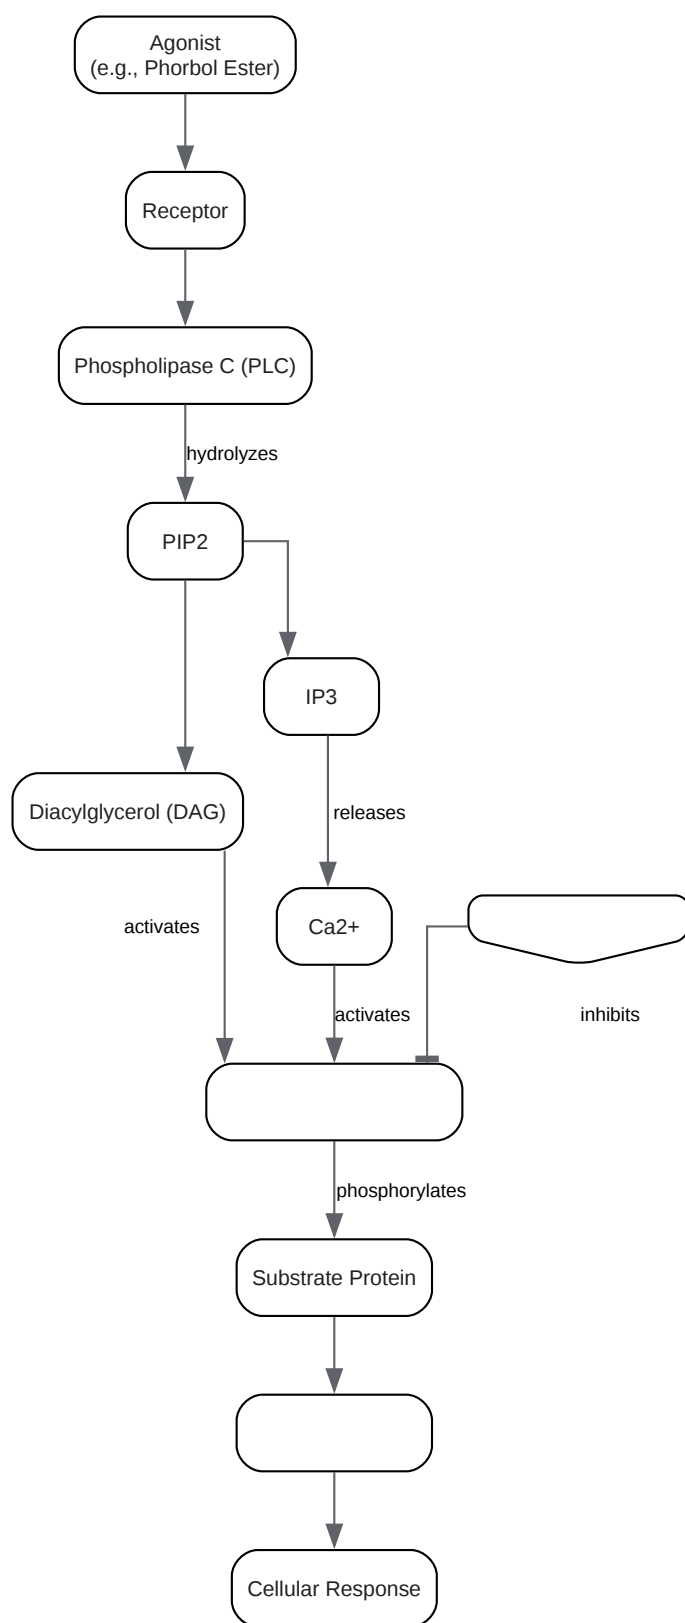 Agonist
(e.g., Phorbol Ester)
Receptor
Phospholipase C (PLC)
hydrolyzes
PIP2
IP3
Diacylglycerol (DAG)
releases
activates
Ca2+
activates
inhibits
phosphorylates
Substrate Protein
Cellular Response